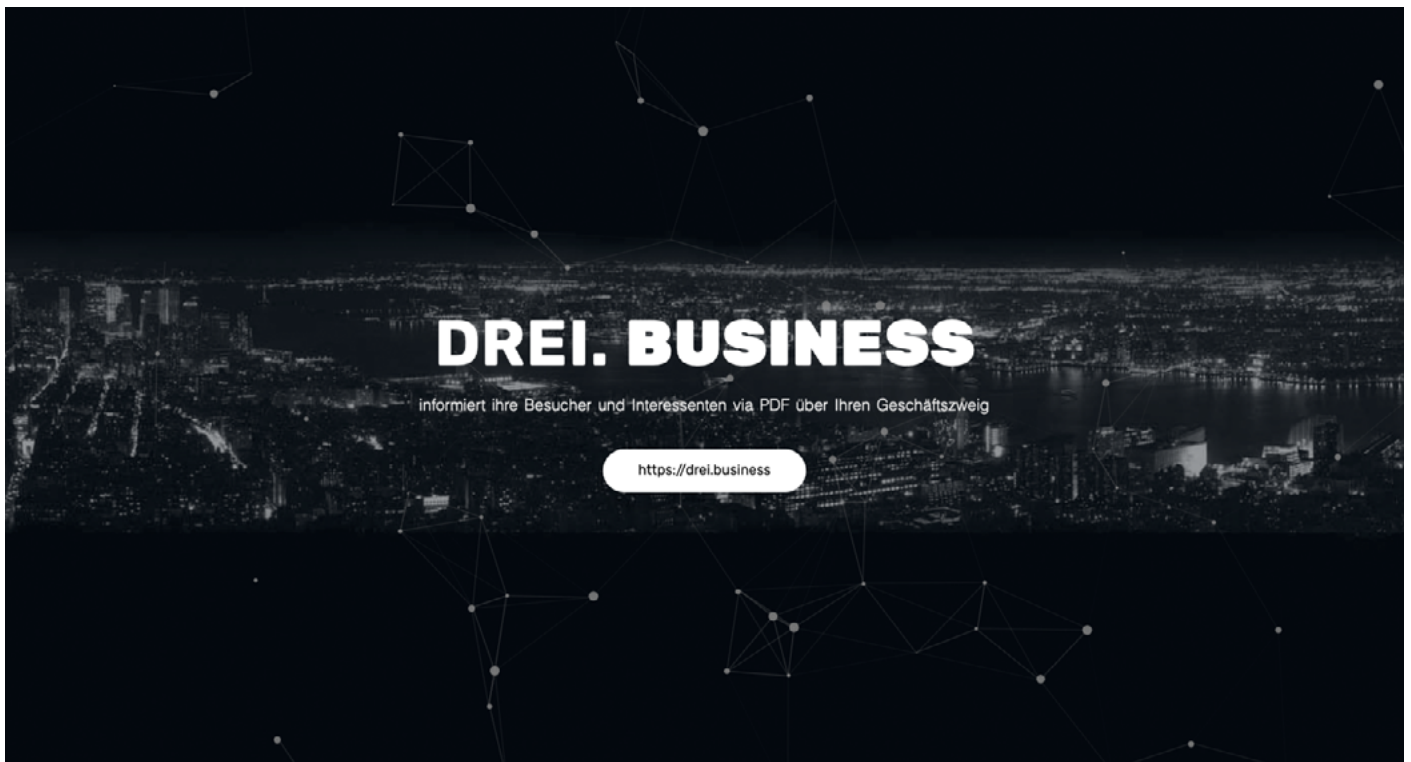 DREI. BUSINESS
informiert ihre Besucher und Interessenten via PDF über Ihren Geschäftszweig
https://drei.business